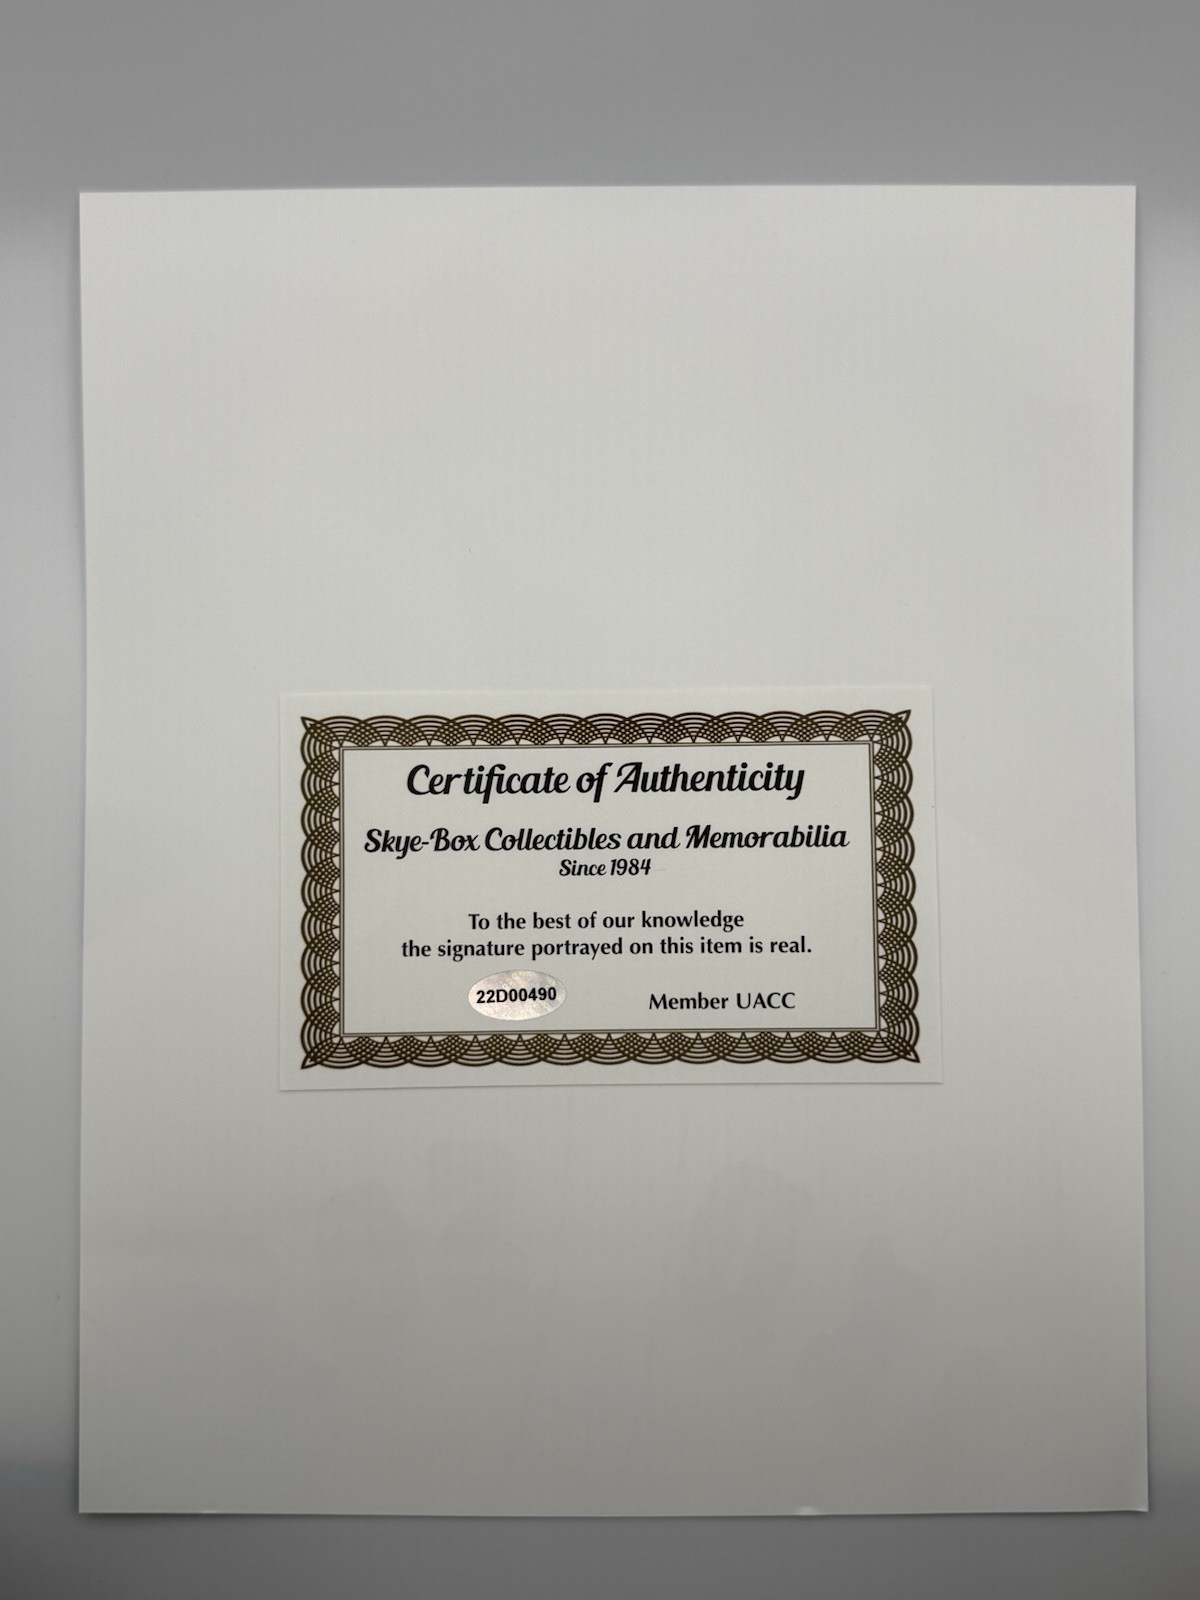 Certificate of Authenticity
Skye-Box Collectibles and Memorabilia
Since 1984
To the best of our knowledge
the signature portrayed on this item is real.
22D00490
Member UACC